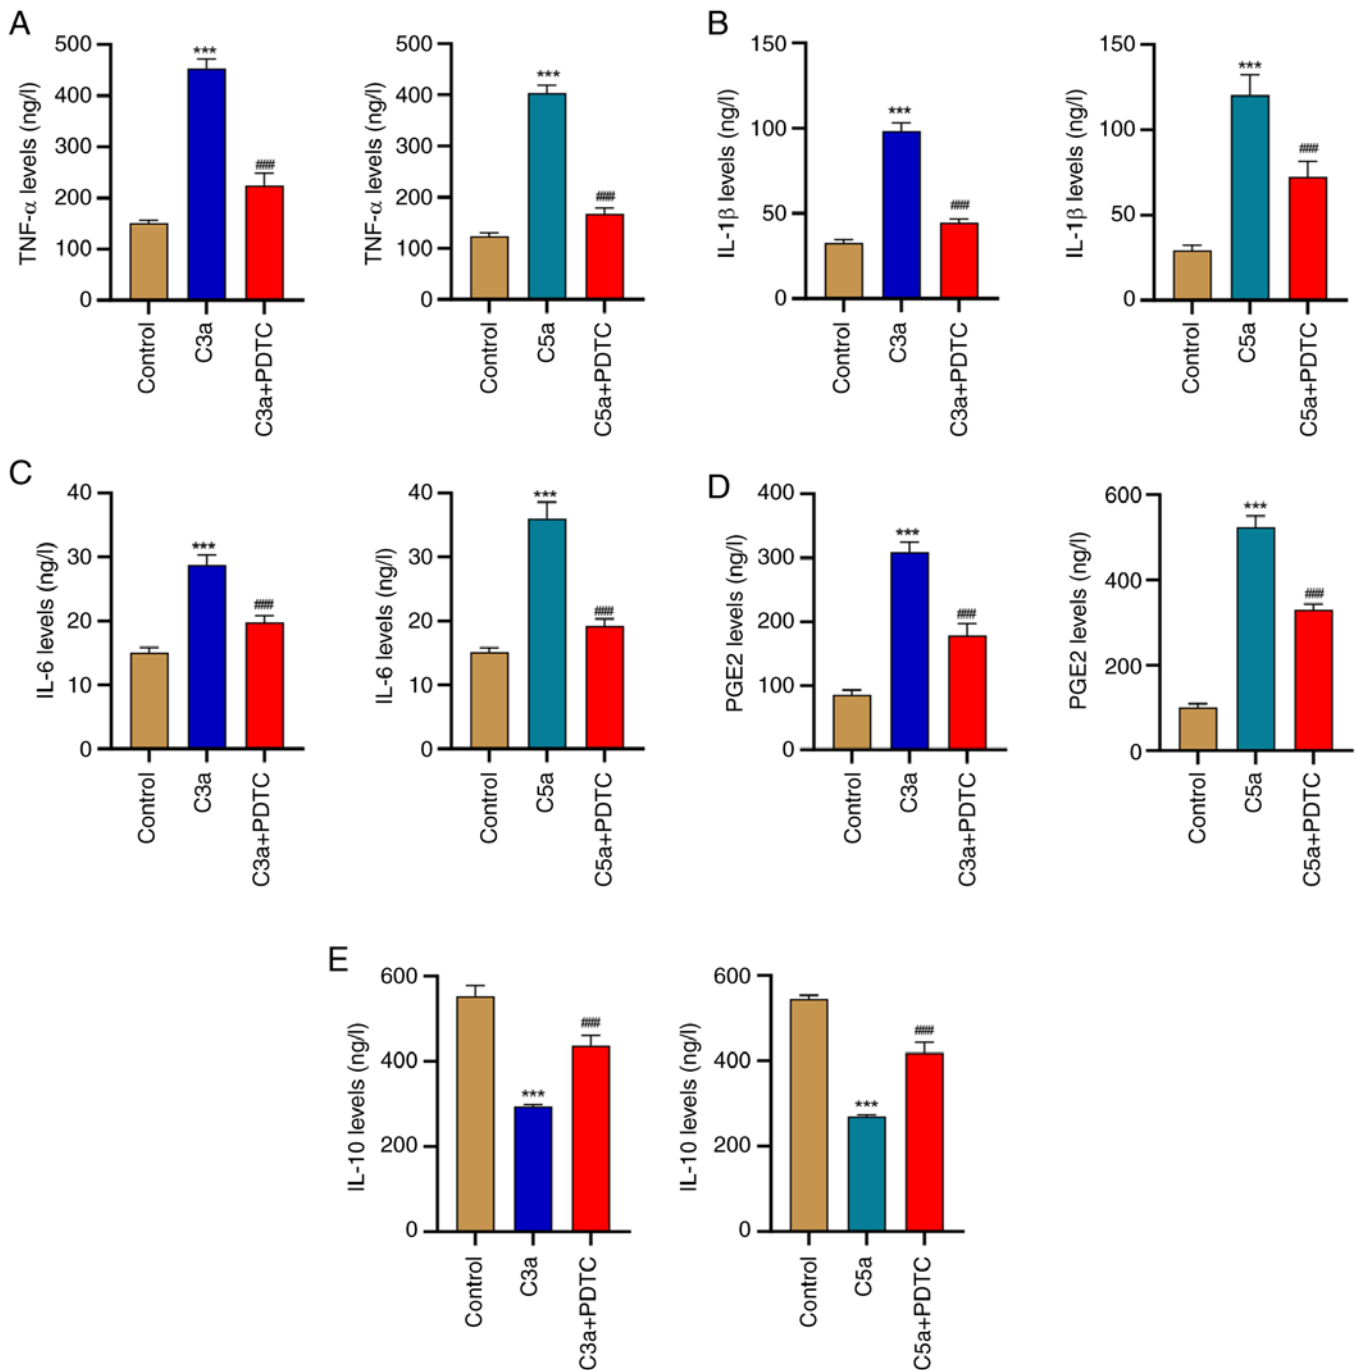 A
TNF-α levels (ng/l)
500
400
300
200
100
0
***
###
Control
C3a
C3a+PDTC
TNF-α levels (ng/l)
500
400
300
200
100
0
***
###
Control
C5a
C5a+PDTC
B
IL-1β levels (ng/l)
150
100
50
0
***
###
Control
C3a
C3a+PDTC
IL-1β levels (ng/l)
150
100
50
0
***
###
Control
C5a
C5a+PDTC
C
IL-6 levels (ng/l)
40
30
20
10
0
***
###
Control
C3a
C3a+PDTC
IL-6 levels (ng/l)
40
30
20
10
0
***
###
Control
C5a
C5a+PDTC
D
PGE2 levels (ng/l)
400
300
200
100
0
***
###
Control
C3a
C3a+PDTC
PGE2 levels (ng/l)
600
400
200
0
***
###
Control
C5a
C5a+PDTC
E
IL-10 levels (ng/l)
600
400
200
0
***
###
Control
C3a
C3a+PDTC
IL-10 levels (ng/l)
600
400
200
0
***
###
Control
C5a
C5a+PDTC